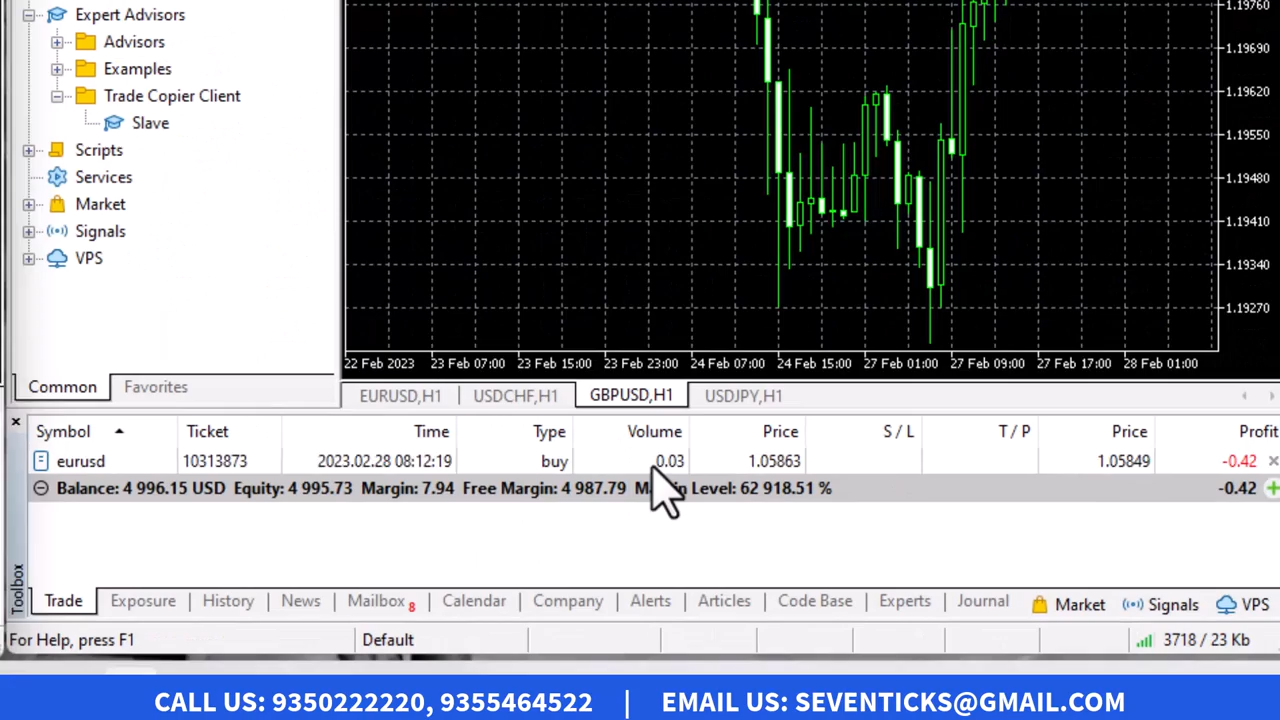 Expert Advisors
Advisors
Examples
Trade Copier Client
Slave
Scripts
Services
Market
Signals
VPS
Common Favorites
1.19760
1.19690
1.19620
1.19550
1.19480
1.19410
1.19340
1.19270
22 Feb 2023 23 Feb 07:00 23 Feb 15:00 23 Feb 23:00 24 Feb 07:00 24 Feb 15:00 27 Feb 01:00 27 Feb 09:00 27 Feb 17:00 28 Feb 01:00
EURUSD,H1 USDCHF,H1 GBPUSD,H1 USDJPY,H1
Symbol Ticket Time Type Volume Price S / L T / P Price Profit
eurusd 10313873 2023.02.28 08:12:19 buy 0.03 1.05863 1.05849 -0.42
Balance: 4 996.15 USD Equity: 4 995.73 Margin: 7.94 Free Margin: 4 987.79 Level: 62 918.51 % -0.42
Toolbox
Trade Exposure History News Mailbox 8 Calendar Company Alerts Articles Code Base Experts Journal Market Signals VPS
For Help, press F1 Default 3718 / 23 Kb
CALL US: 9350222220, 9355464522 | EMAIL US: SEVENTICKS@GMAIL.COM